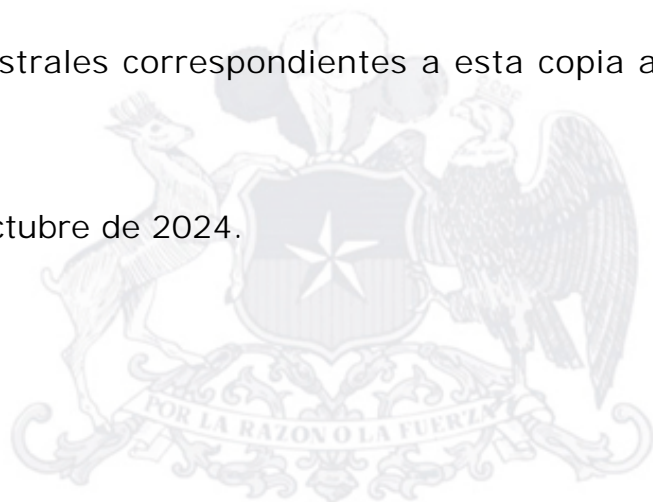 strales correspondientes a esta copia a
ctubre de 2024.
POR LA RAZON O LA FUERZA